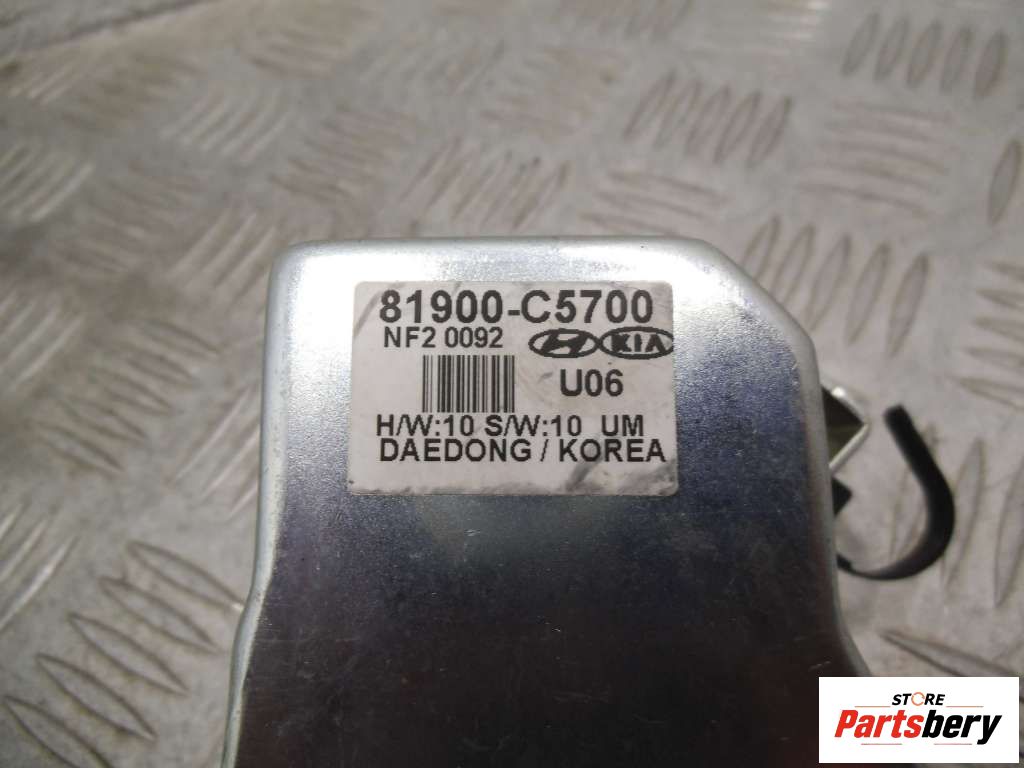 81900-C5700
NF2 0092 KIA
U06
H/W:10 S/W:10 UM
DAEDONG / KOREA
STORE
Partsbery